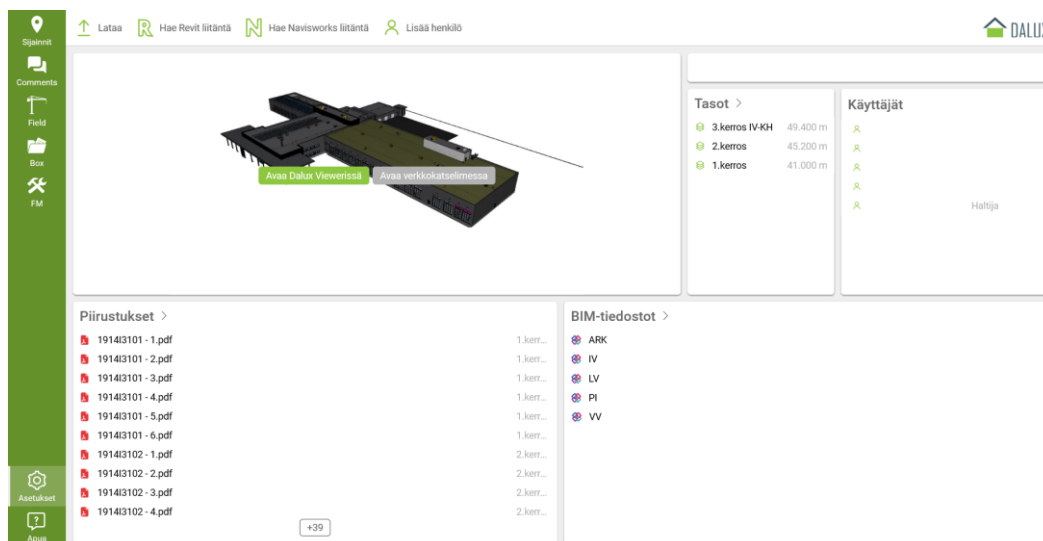 Sijainnit
Comments
Field
Box
FM
Asetukset
Apua
Lataa
Hae Revit liitäntä
Hae Navisworks liitäntä
Lisää henkilö
DALUX
Avaa Dalux Viewerissä
Avaa verkkokatselimessa
Tasot >
3.kerros IV-KH 49.400 m
2.kerros 45.200 m
1.kerros 41.000 m
Käyttäjät
Haltija
Piirustukset >
1914I3101 - 1.pdf 1.kerr...
1914I3101 - 2.pdf 1.kerr...
1914I3101 - 3.pdf 1.kerr...
1914I3101 - 4.pdf 1.kerr...
1914I3101 - 5.pdf 1.kerr...
1914I3101 - 6.pdf 1.kerr...
1914I3102 - 1.pdf 2.kerr...
1914I3102 - 2.pdf 2.kerr...
1914I3102 - 3.pdf 2.kerr...
1914I3102 - 4.pdf 2.kerr...
+39
BIM-tiedostot >
ARK
IV
LV
PI
VV